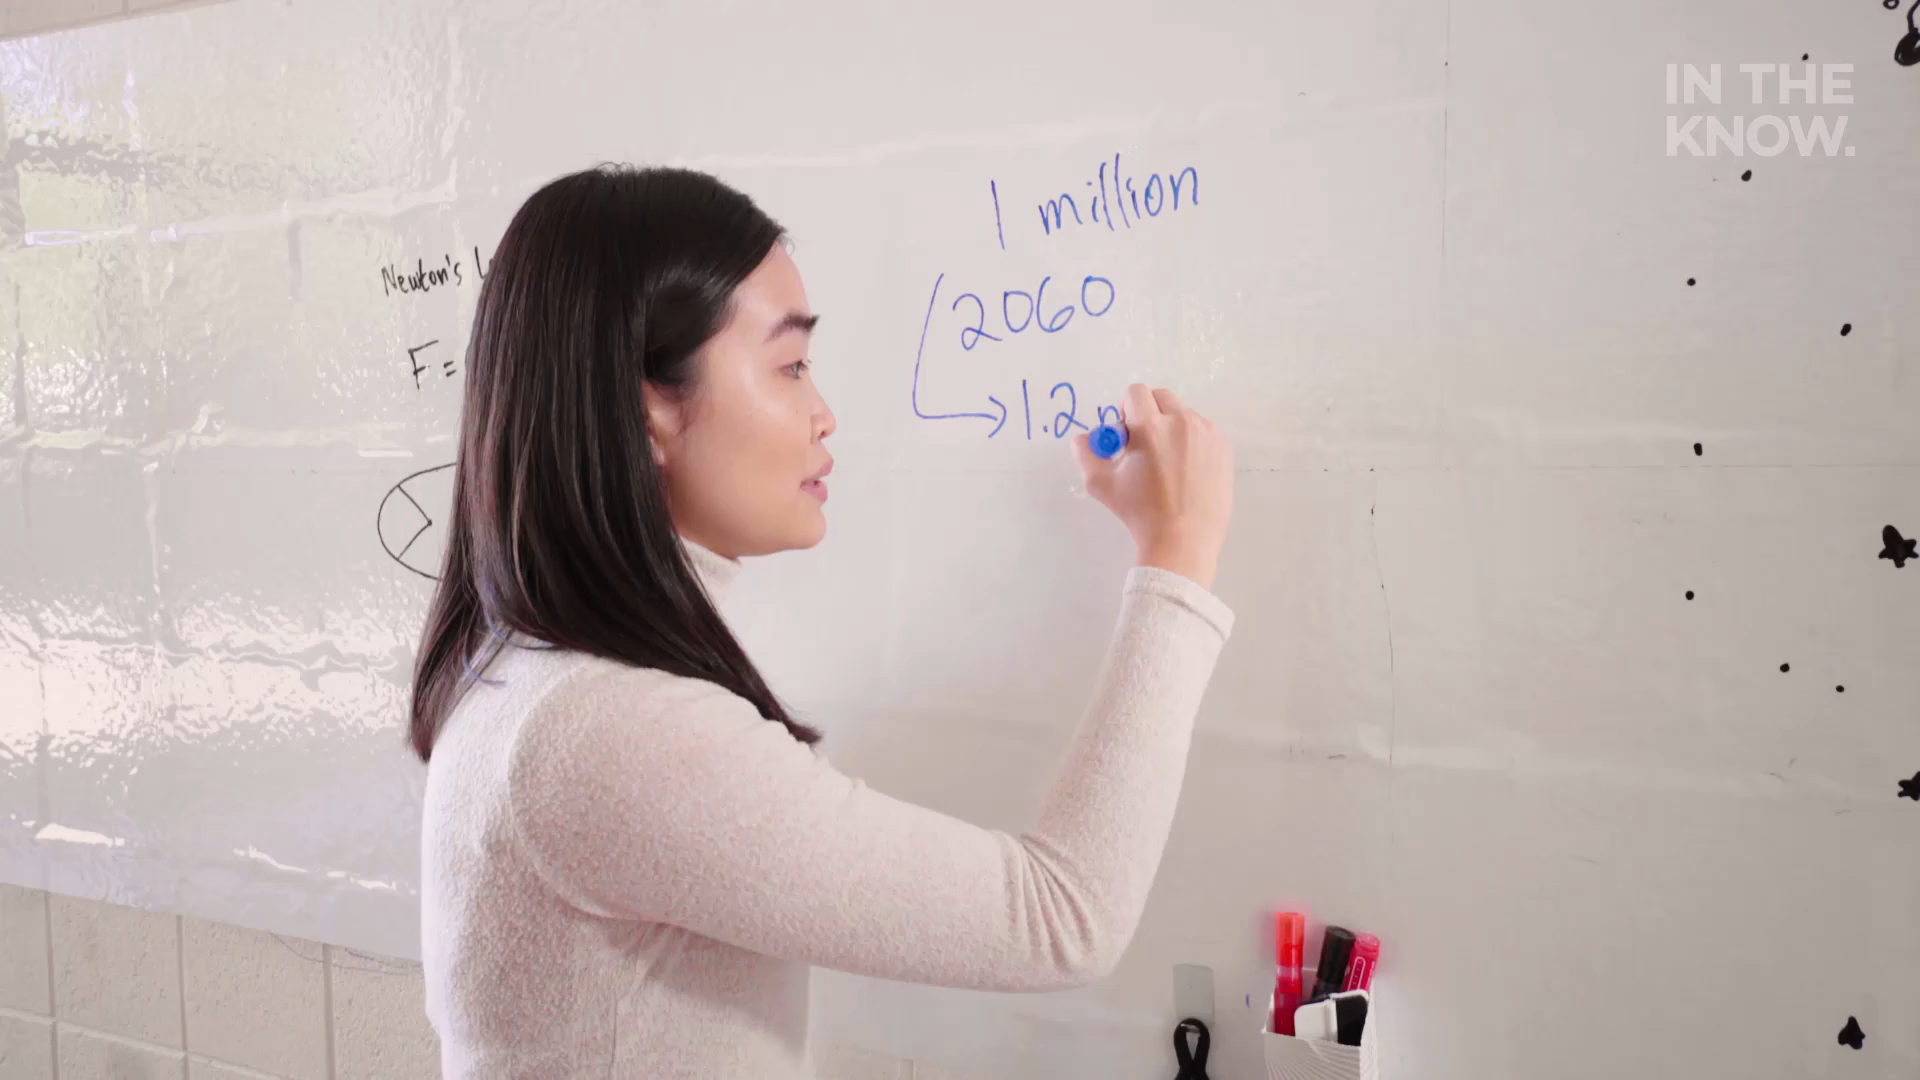 IN THE
KNOW.
1 million
Newton's
2060
F=
1.2